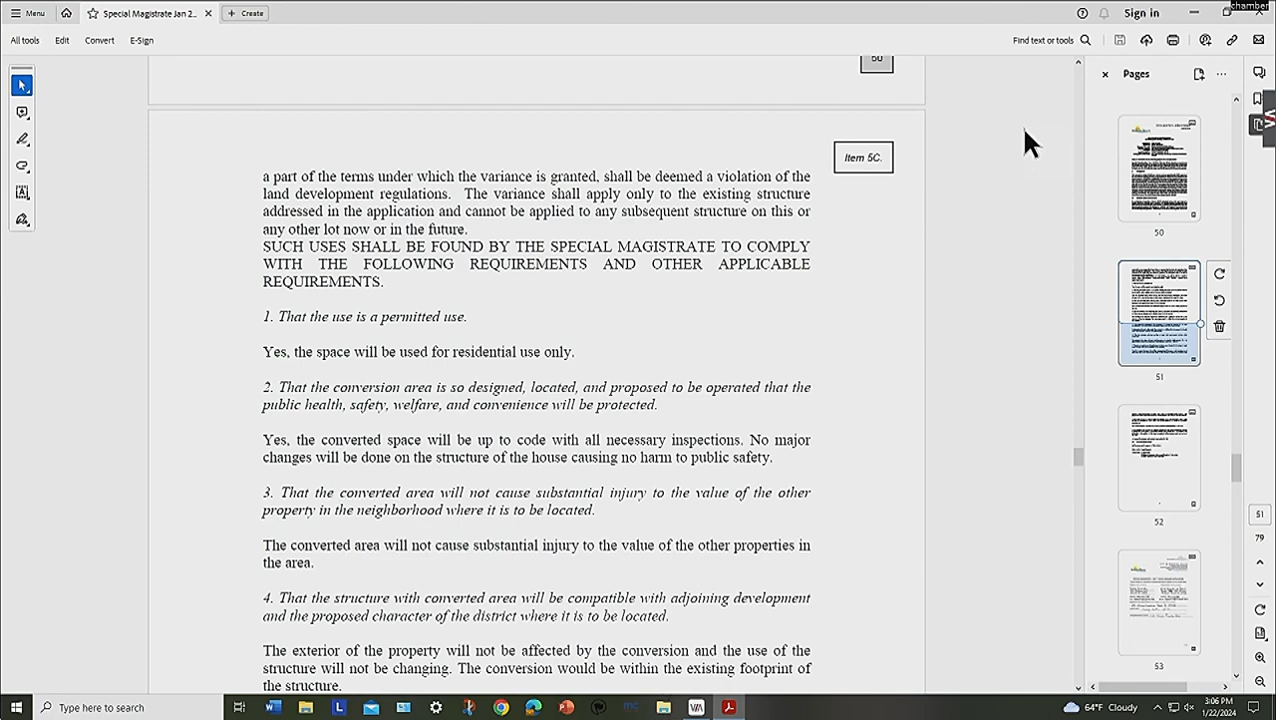 Menu
Special Magistrate Jan 2...
Create
Sign in
chamber
All tools
Edit
Convert
E-Sign
Find text or tools
Pages
50
Item 5C.
a part of the terms under which the variance is granted, shall be deemed a violation of the
land development regulations. The variance shall apply only to the existing structure
addressed in the application and cannot be applied to any subsequent structure on this or
any other lot now or in the future.
SUCH USES SHALL BE FOUND BY THE SPECIAL MAGISTRATE TO COMPLY
WITH THE FOLLOWING REQUIREMENTS AND OTHER APPLICABLE
REQUIREMENTS.
1. That the use is a permitted use.
Yes, the space will be used for residential use only.
2. That the conversion area is so designed, located, and proposed to be operated that the
public health, safety, welfare, and convenience will be protected.
Yes, the converted space will be up to code with all necessary inspections. No major
changes will be done on the structure of the house causing no harm to public safety.
3. That the converted area will not cause substantial injury to the value of the other
property in the neighborhood where it is to be located.
The converted area will not cause substantial injury to the value of the other properties in
the area.
4. That the structure with converted area will be compatible with adjoining development
and the proposed character of the district where it is to be located.
The exterior of the property will not be affected by the conversion and the use of the
structure will not be changing. The conversion would be within the existing footprint of
the structure.
50
51
52
53
51
79
Type here to search
64°F Cloudy
3:06 PM
1/22/2024